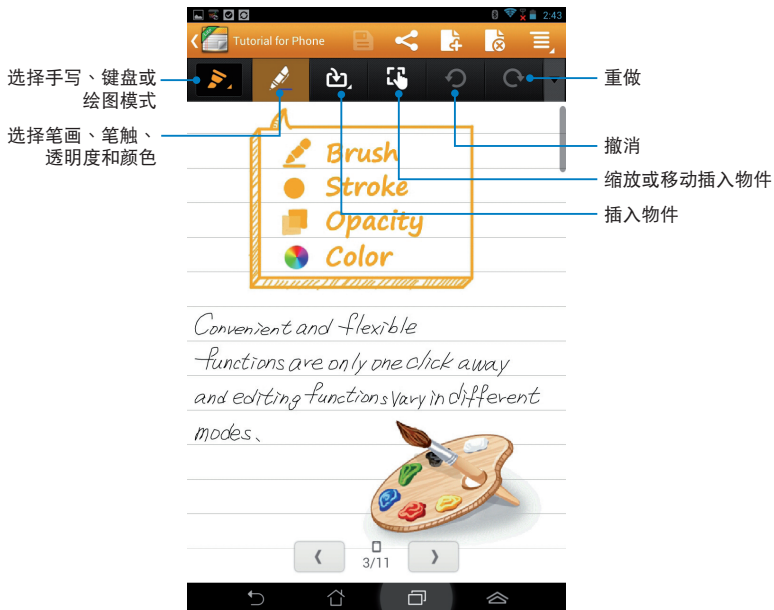 2:43
Tutorial for Phone
选择手写、键盘或
绘图模式
选择笔画、笔触、
透明度和颜色
重做
撤消
缩放或移动插入物件
插入物件
Brush
Stroke
Opacity
Color
Convenient and flexible
functions are only one click away
and editing functions vary in different
modes、
3/11